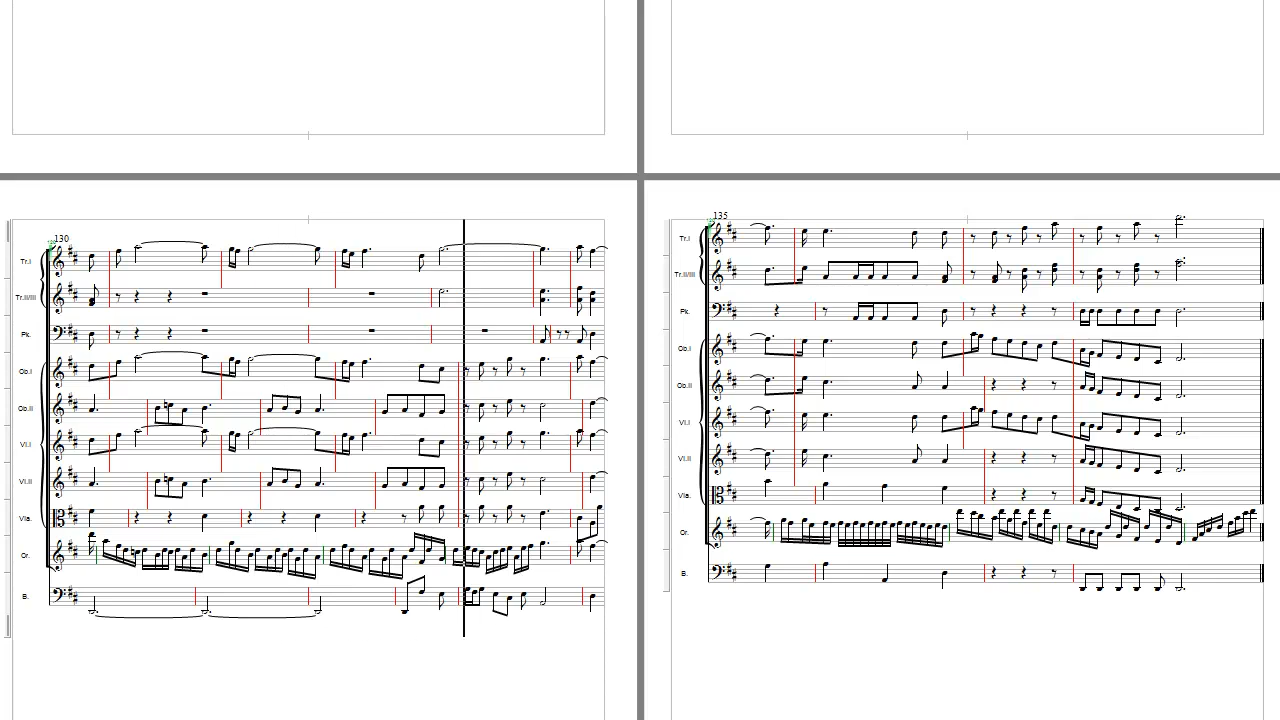 130
Tr.I
Tr.II/III
Pk.
Ob.I
Ob.II
Vl.I
Vl.II
Vla.
Or.
B.
135
Tr.I
Tr.II/III
Pk.
Ob.I
Ob.II
Vl.I
Vl.II
Vla.
Or.
B.